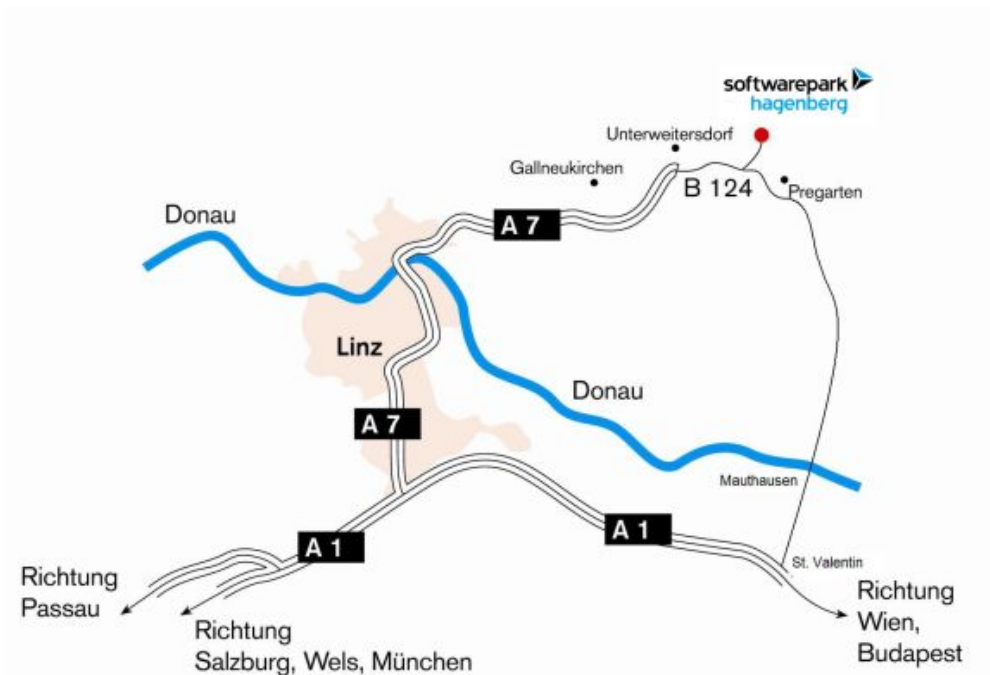 softwarepark
hagenberg
Unterweitersdorf
Gallneukirchen
B 124
Pregarten
Donau
A 7
Linz
Donau
A 7
Mauthausen
A 1
A 1
St. Valentin
Richtung
Passau
Richtung
Wien,
Budapest
Richtung
Salzburg, Wels, München